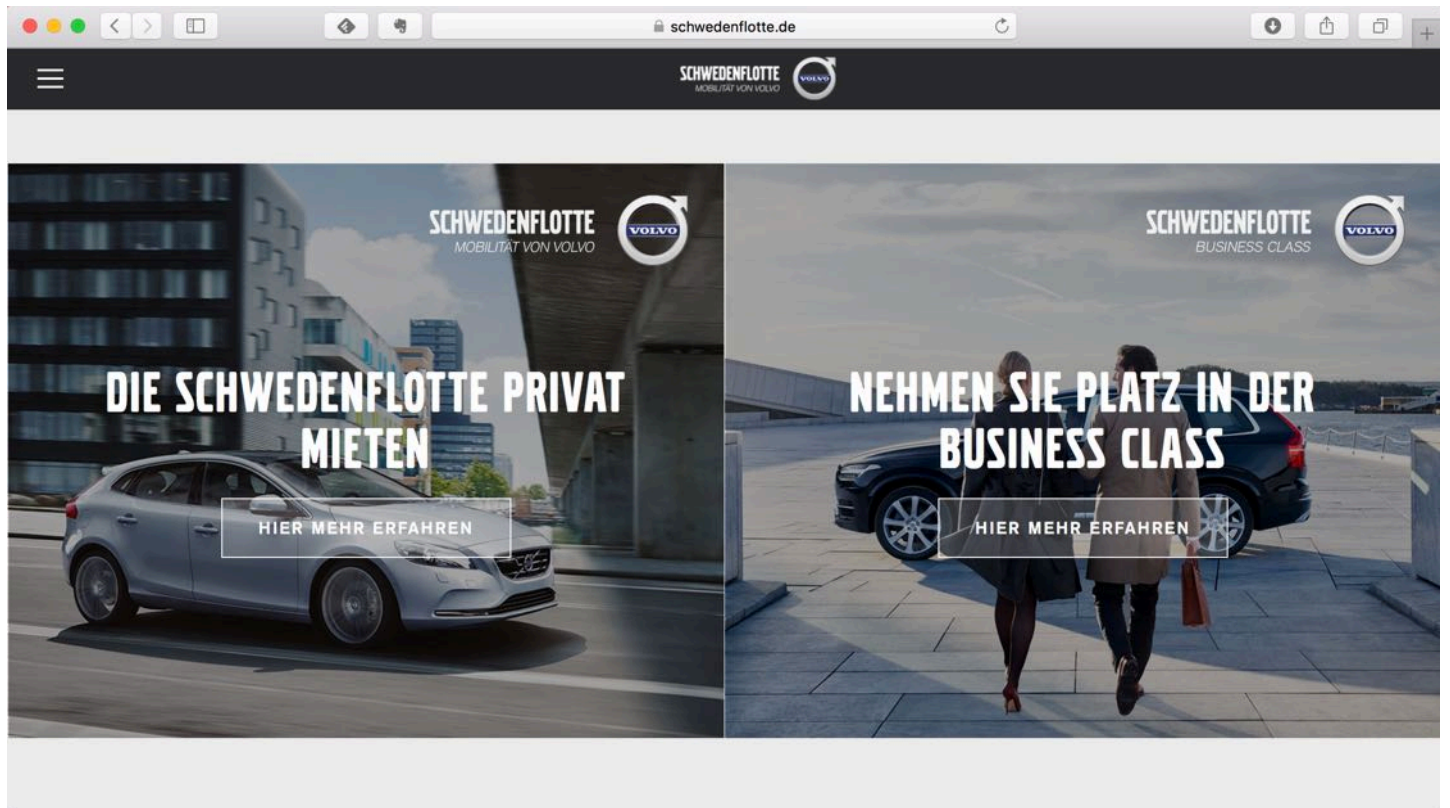 schwedenflotte.de
SCHWEDENFLOTTE
MOBILITÄT VON VOLVO
VOLVO
SCHWEDENFLOTTE
MOBILITÄT VON VOLVO
VOLVO
DIE SCHWEDENFLOTTE PRIVAT
MIETEN
HIER MEHR ERFAHREN
SCHWEDENFLOTTE
BUSINESS CLASS
VOLVO
NEHMEN SIE PLATZ IN DER
BUSINESS CLASS
HIER MEHR ERFAHREN